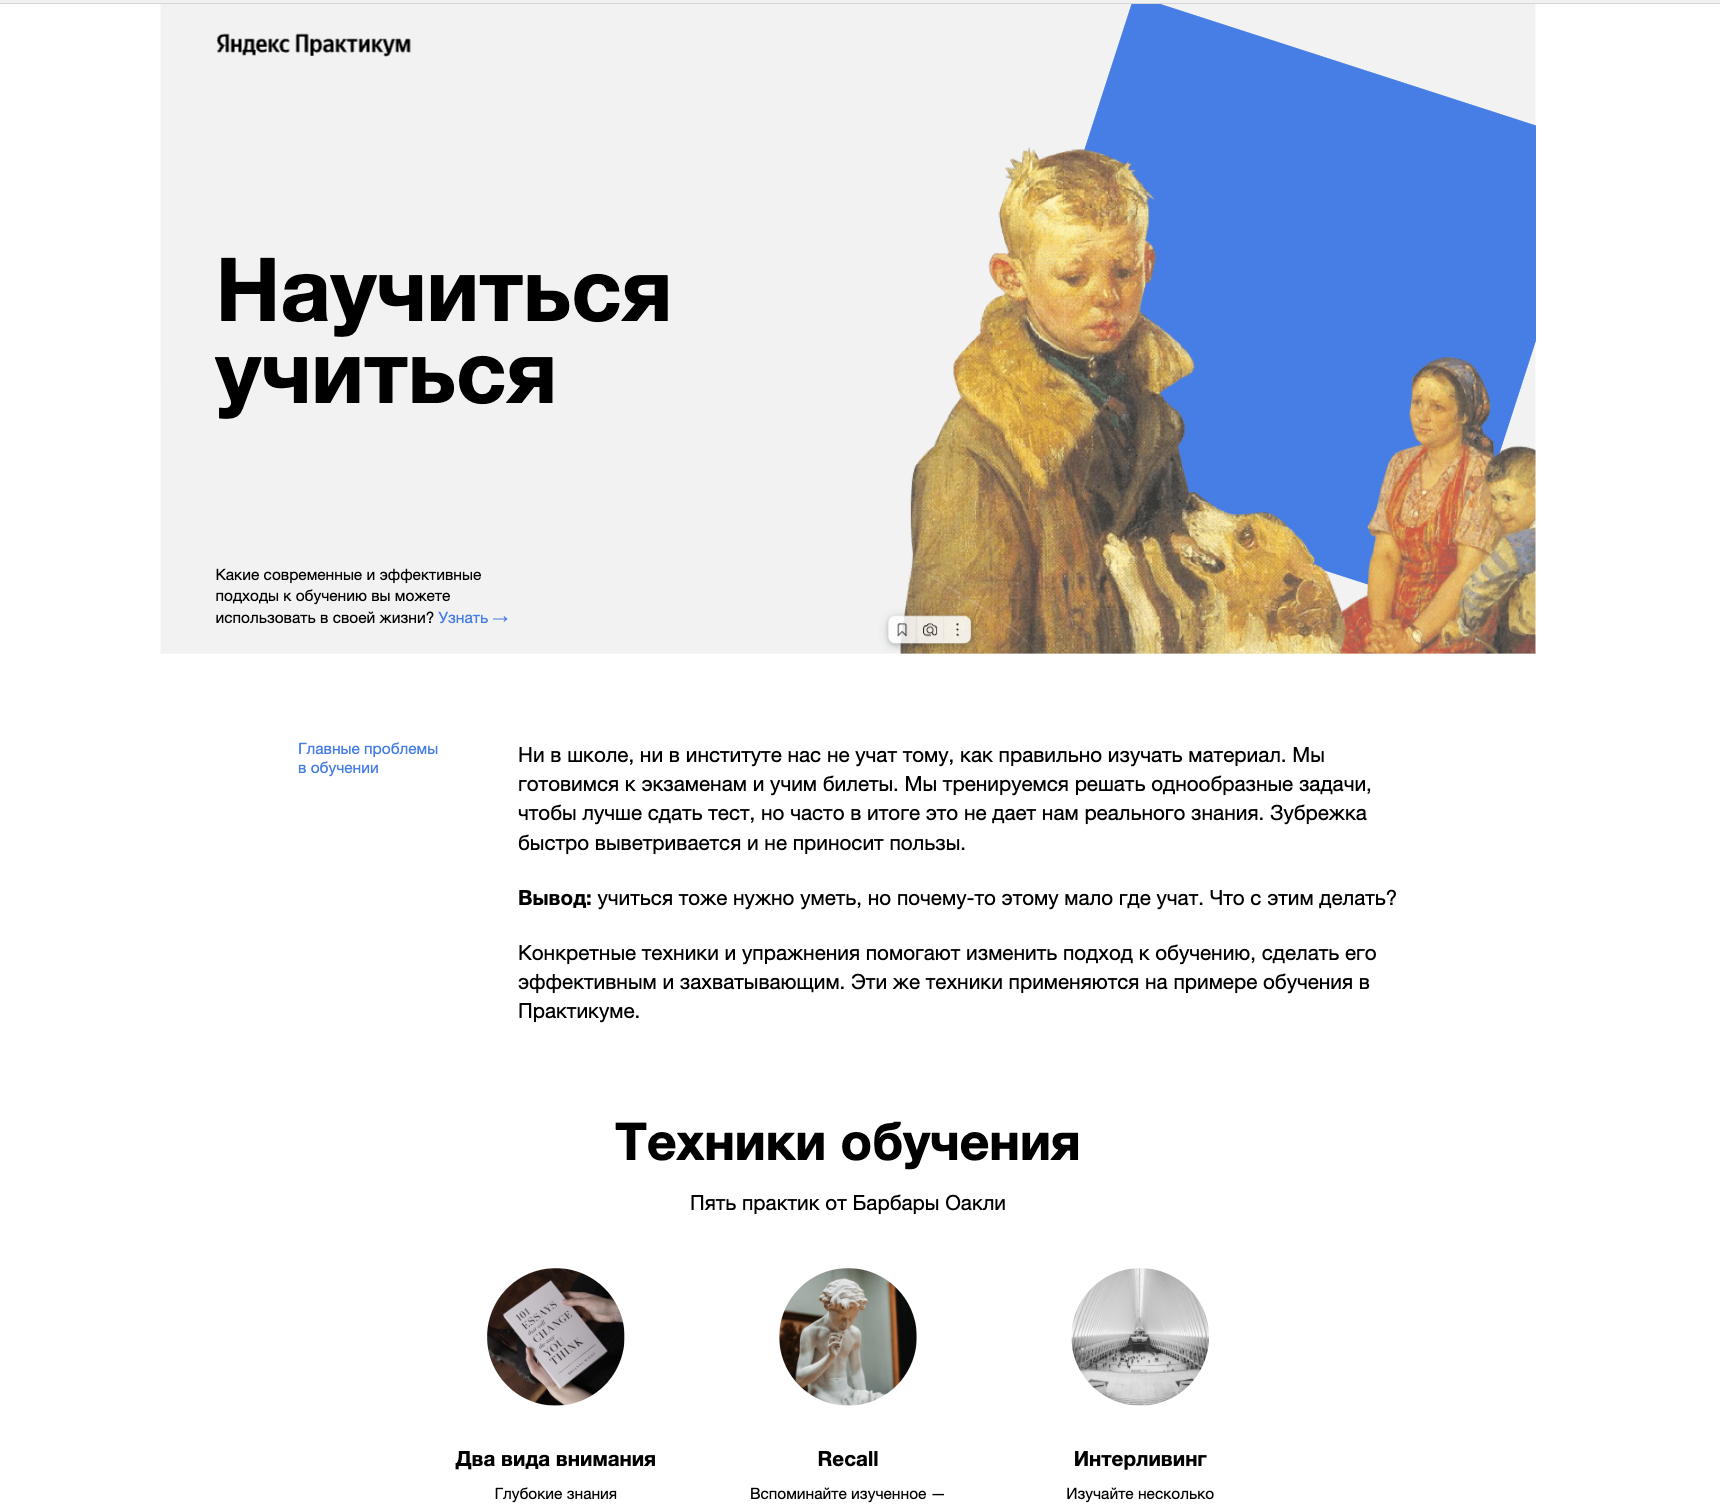 Яндекс Практикум
Научиться
учиться
Какие современные и эффективные
подходы к обучению вы можете
использовать в своей жизни? Узнать →
Главные проблемы
в обучении
Ни в школе, ни в институте нас не учат тому, как правильно изучать материал. Мы
готовимся к экзаменам и учим билеты. Мы тренируемся решать однообразные задачи,
чтобы лучше сдать тест, но часто в итоге это не дает нам реального знания. Зубрежка
быстро выветривается и не приносит пользы.
Вывод: учиться тоже нужно уметь, но почему-то этому мало где учат. Что с этим делать?
Конкретные техники и упражнения помогают изменить подход к обучению, сделать его
эффективным и захватывающим. Эти же техники применяются на примере обучения в
Практикуме.
Техники обучения
Пять практик от Барбары Оакли
101
ESSAYS
that will
CHANGE
the way
YOU
THINK
Два вида внимания
Recall
Интерливинг
Глубокие знания
Вспоминайте изученное —
Изучайте несколько